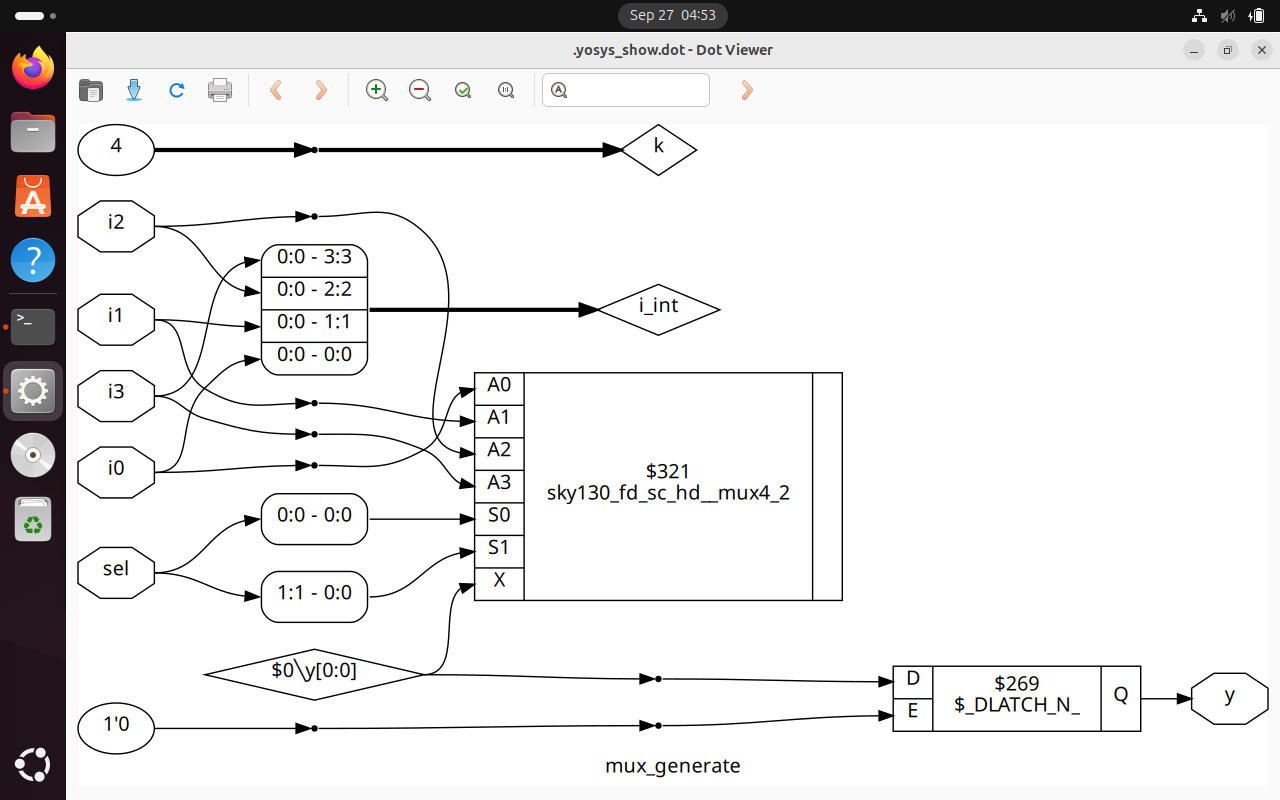 Sep 27 04:53
.yosys_show.dot - Dot Viewer
4
k
i2
0:0 - 3:3
0:0 - 2:2
0:0 - 1:1
0:0 - 0:0
i_int
i1
i3
i0
A0
A1
A2
A3
S0
S1
X
$321
sky130_fd_sc_hd__mux4_2
0:0 - 0:0
sel
1:1 - 0:0
$0\y[0:0]
1'0
D
E
$269
$_DLATCH_N_
Q
y
mux_generate